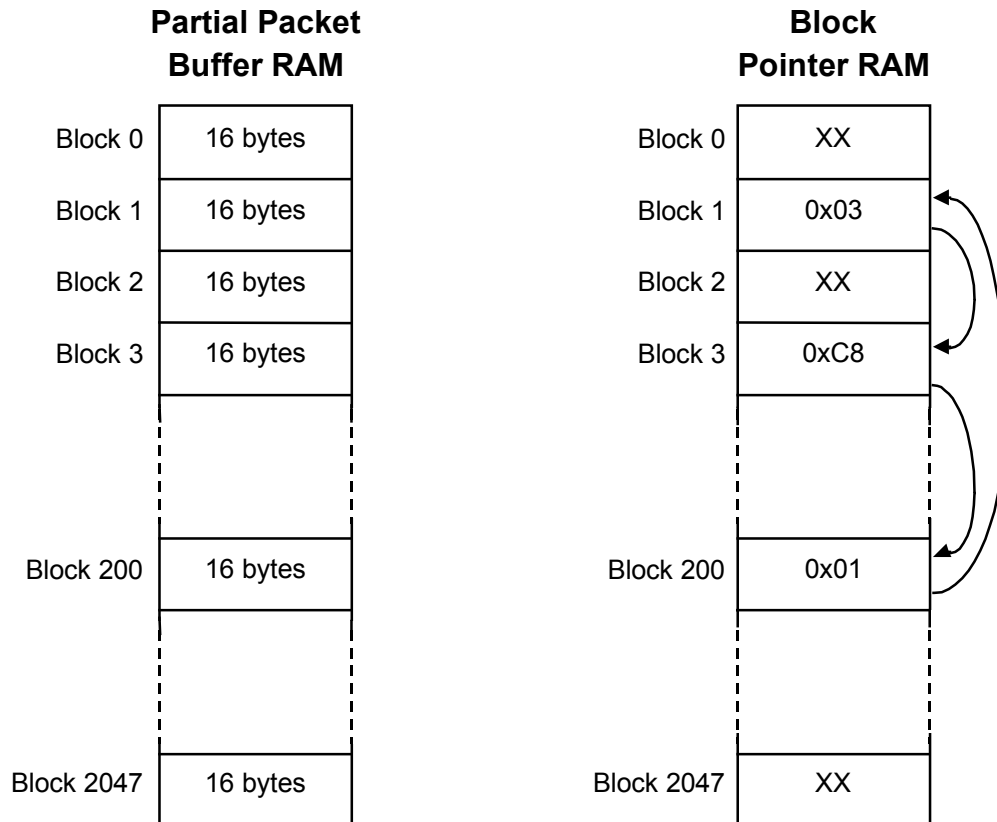 Partial Packet
Buffer RAM
Block 0 16 bytes
Block 1 16 bytes
Block 2 16 bytes
Block 3 16 bytes
Block 200 16 bytes
Block 2047 16 bytes
Block
Pointer RAM
Block 0 XX
Block 1 0x03
Block 2 XX
Block 3 0xC8
Block 200 0x01
Block 2047 XX